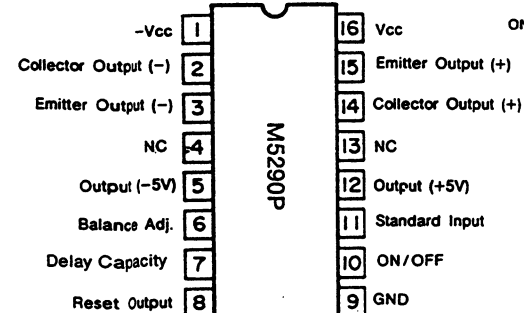 -Vcc 1 16 Vcc ON
Collector Output (-) 2 15 Emitter Output (+)
Emitter Output (-) 3 14 Collector Output (+)
NC 4 13 NC
M5290P
Output (-5V) 5 12 Output (+5V)
Balance Adj. 6 11 Standard Input
Delay Capacity 7 10 ON/OFF
Reset Output 8 9 GND